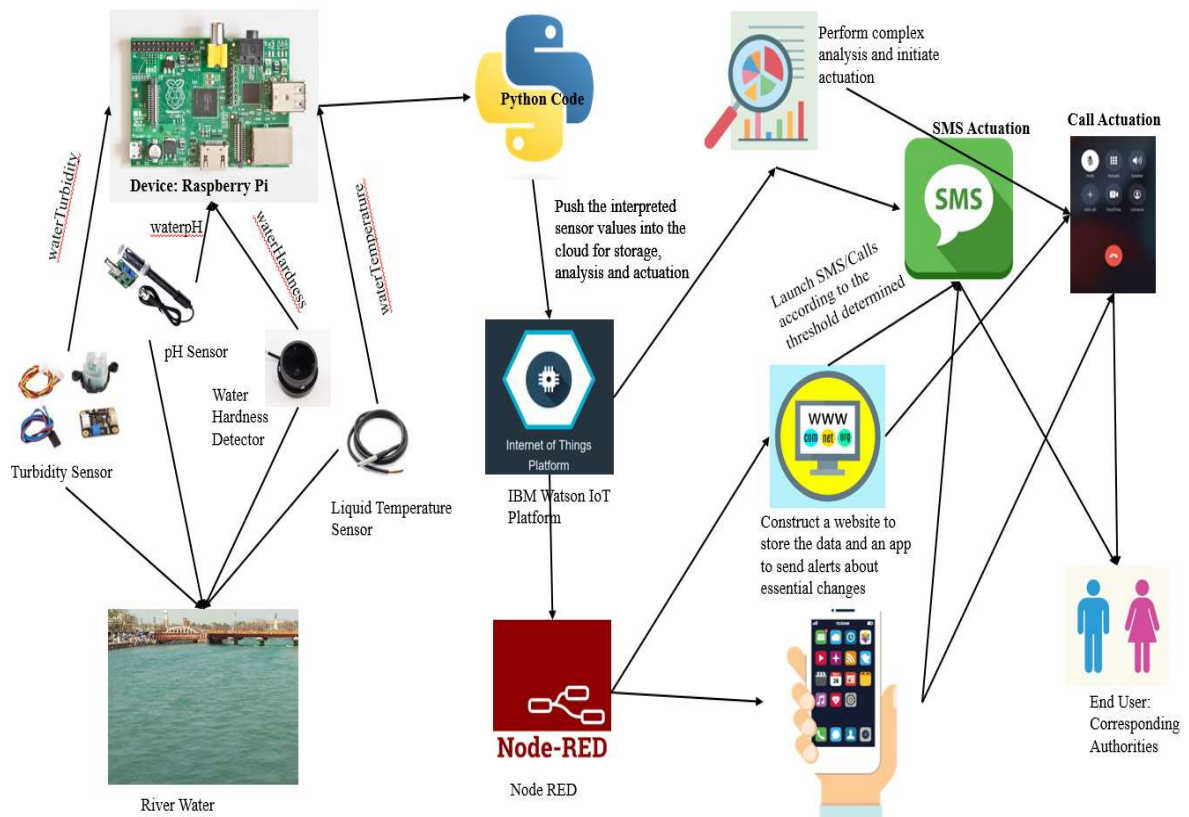 Device: Raspberry Pi
waterTurbidity
waterpH
waterHardness
waterTemperature
pH Sensor
Water
Hardness
Detector
Turbidity Sensor
Liquid Temperature
Sensor
River Water
Python Code
Push the interpreted
sensor values into the
cloud for storage,
analysis and actuation
Internet of Things
Platform
IBM Watson IoT
Platform
Node-RED
Node RED
Perform complex
analysis and initiate
actuation
SMS Actuation
SMS
Call Actuation
Launch SMS/Calls
according to the
threshold determined
WWW
com net org
Construct a website to
store the data and an app
to send alerts about
essential changes
End User:
Corresponding
Authorities